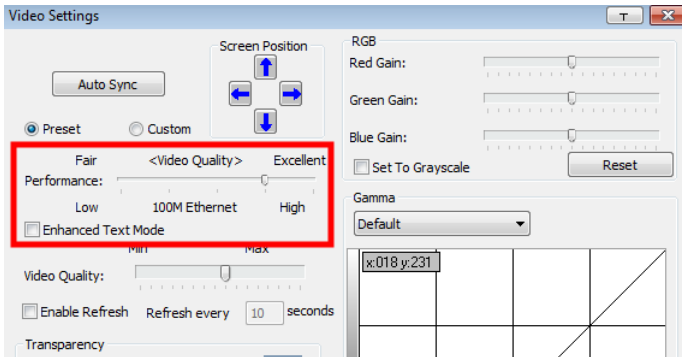 Video Settings
T
Screen Position
Auto Sync
Preset
Custom
Fair <Video Quality> Excellent
Performance:
Low 100M Ethernet High
Enhanced Text Mode
Min Max
Video Quality:
Enable Refresh Refresh every 10 seconds
Transparency
RGB
Red Gain:
Green Gain:
Blue Gain:
Set To Grayscale
Reset
Gamma
Default
x:018 y:231